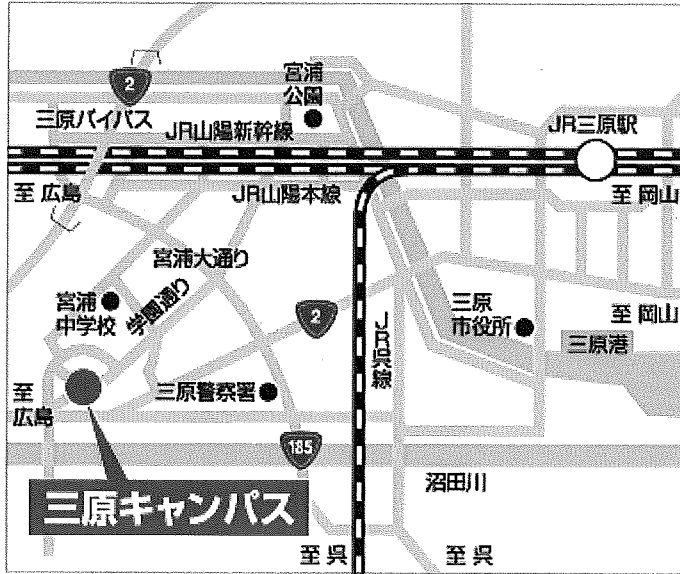 宮浦
公園
2
三原バイパス
JR山陽新幹線
JR三原駅
至 広島
JR山陽本線
至 岡山
宮浦大通り
宮浦
中学校
学園通り
2
三原
市役所
至 岡山
三原港
JR呉線
至
広島
三原警察署
185
沼田川
三原キャンパス
至 呉
至 呉